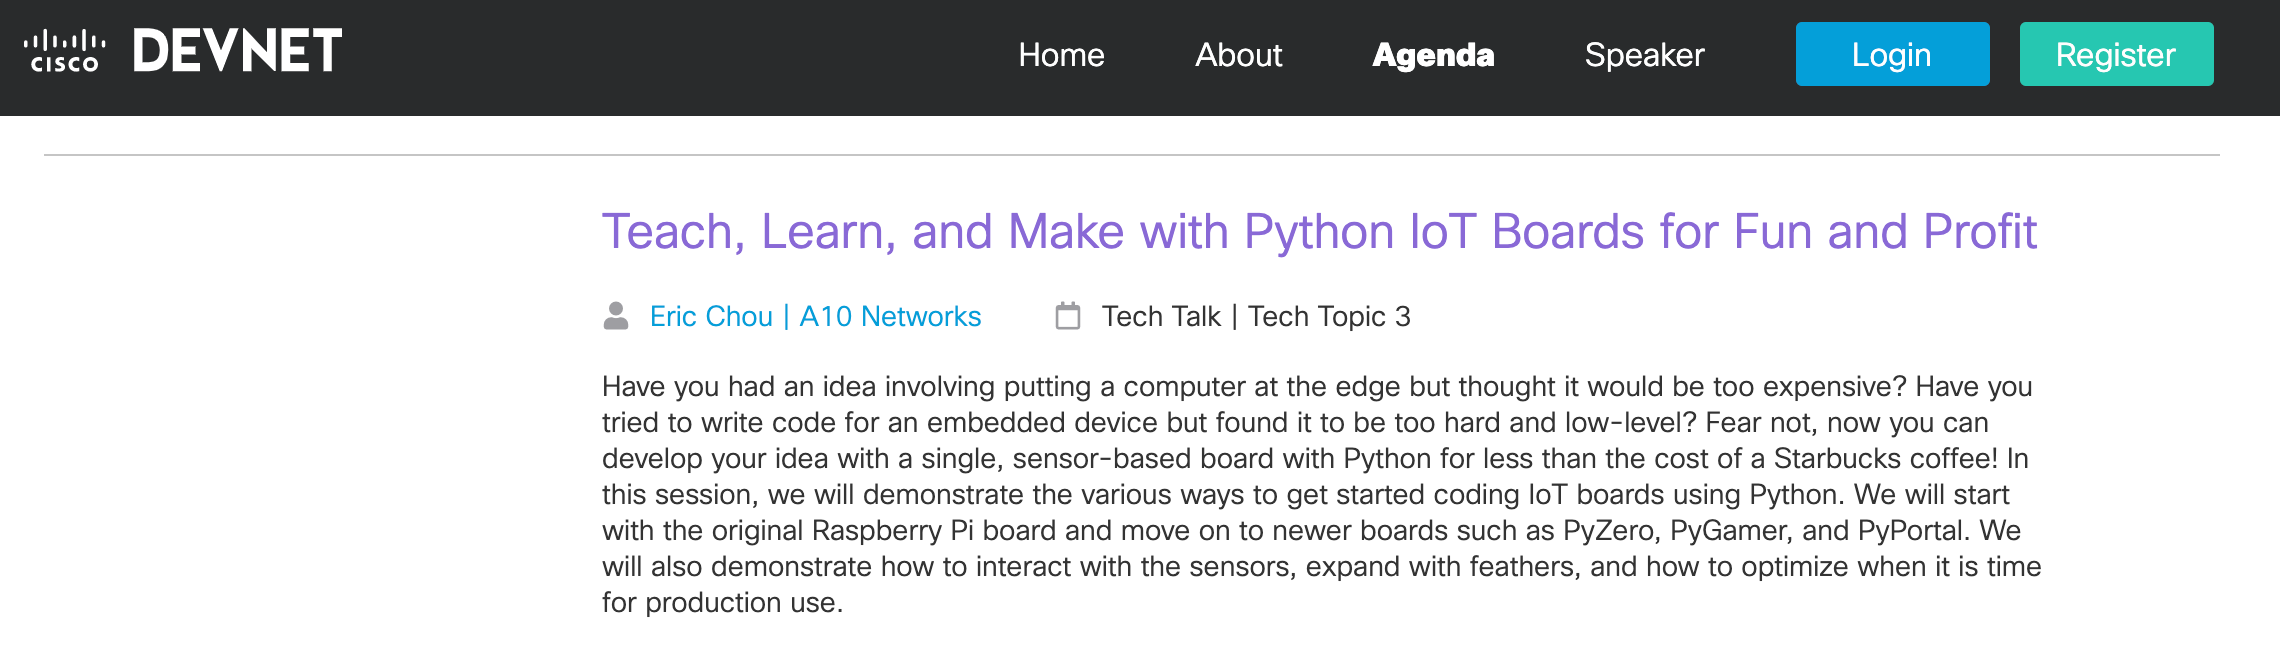 CISCO DEVNET Home About Agenda Speaker Login Register
Teach, Learn, and Make with Python IoT Boards for Fun and Profit
Eric Chou | A10 Networks Tech Talk | Tech Topic 3
Have you had an idea involving putting a computer at the edge but thought it would be too expensive? Have you
tried to write code for an embedded device but found it to be too hard and low-level? Fear not, now you can
develop your idea with a single, sensor-based board with Python for less than the cost of a Starbucks coffee! In
this session, we will demonstrate the various ways to get started coding IoT boards using Python. We will start
with the original Raspberry Pi board and move on to newer boards such as PyZero, PyGamer, and PyPortal. We
will also demonstrate how to interact with the sensors, expand with feathers, and how to optimize when it is time
for production use.